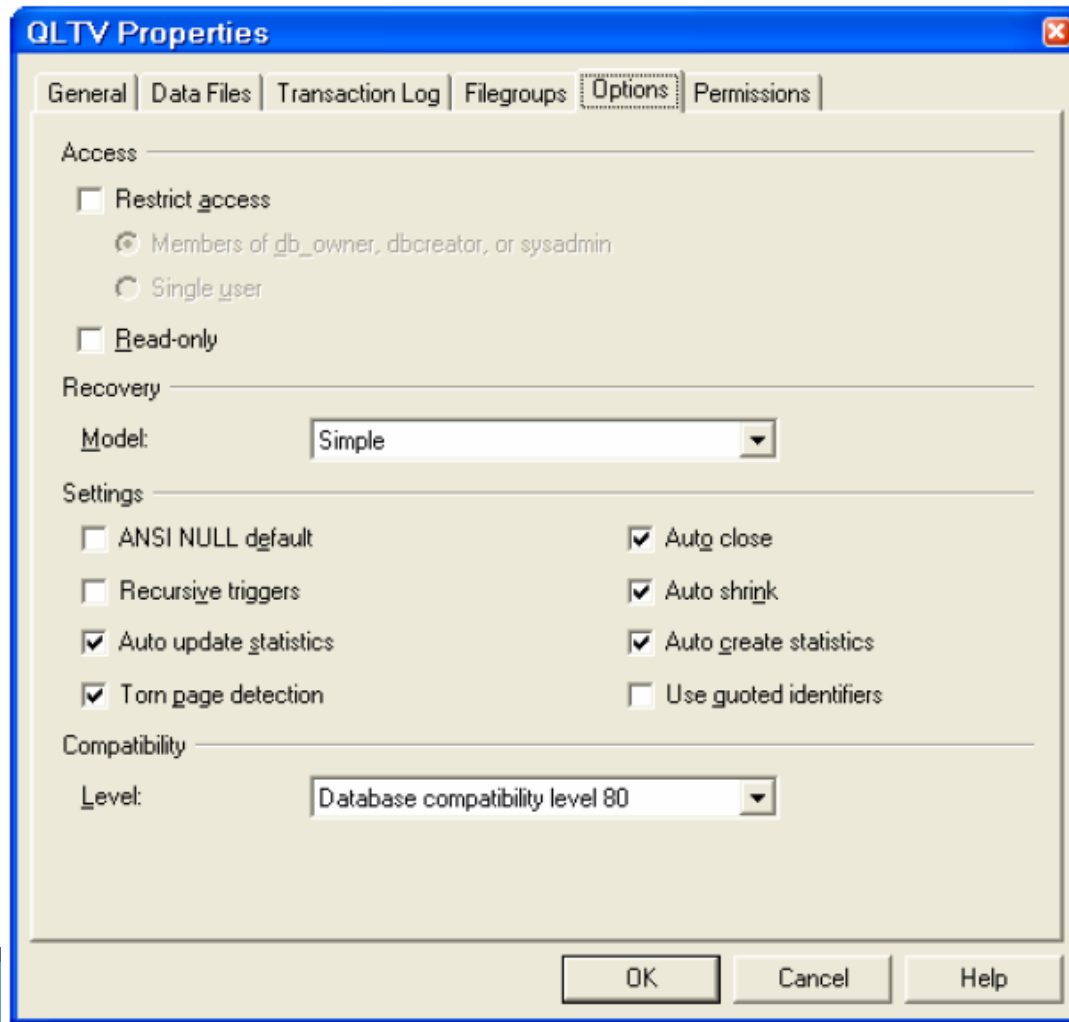 QLTV Properties
General Data Files Transaction Log Filegroups Options Permissions
Access
Restrict access
Members of db_owner, dbcreator, or sysadmin
Single user
Read-only
Recovery
Model: Simple
Settings
ANSI NULL default Auto close
Recursive triggers Auto shrink
Auto update statistics Auto create statistics
Torn page detection Use quoted identifiers
Compatibility
Level: Database compatibility level 80
OK Cancel Help